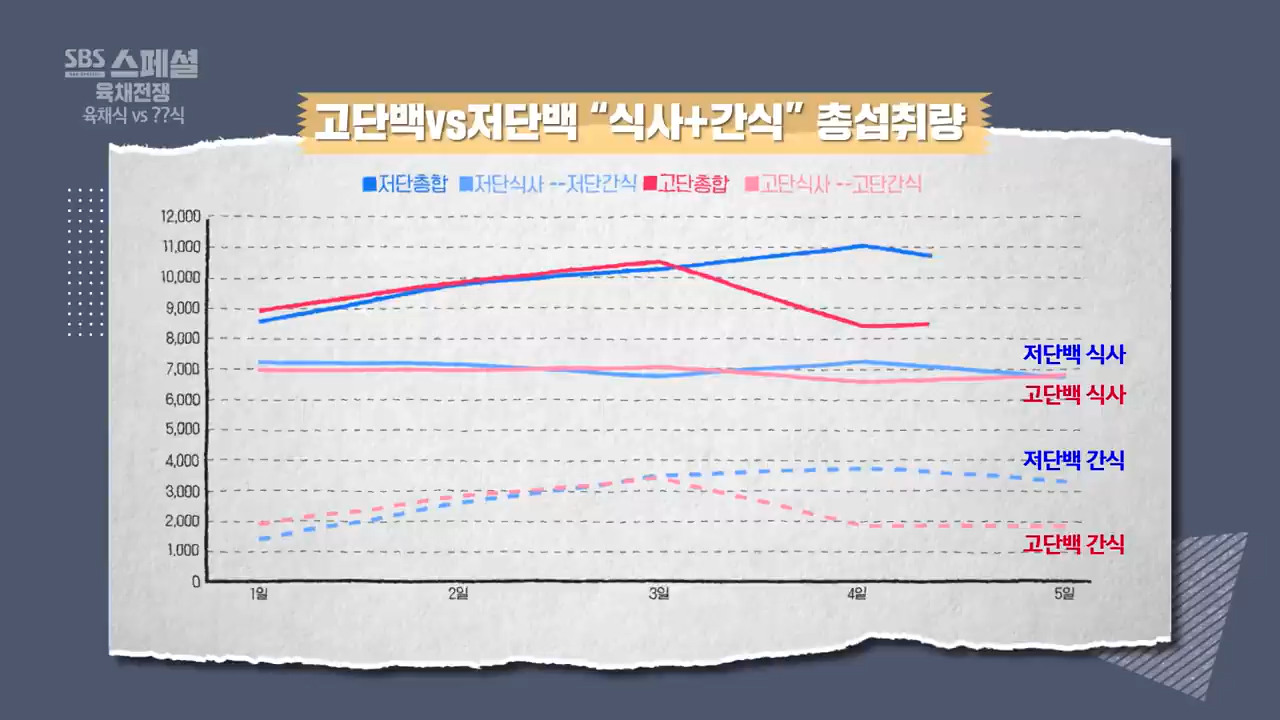 SBS 스페셜
육채전쟁
육채식 vs ??식
고단백vs저단백 “식사+간식” 총섭취량
■저단총합 ■저단식사 --저단간식 ■고단총합 ■고단식사 --고단간식
12,000
11,000
10,000
9,000
8,000
7,000
6,000
5,000
4,000
3,000
2,000
1,000
0
저단백 식사
고단백 식사
저단백 간식
고단백 간식
1일 2일 3일 4일 5일